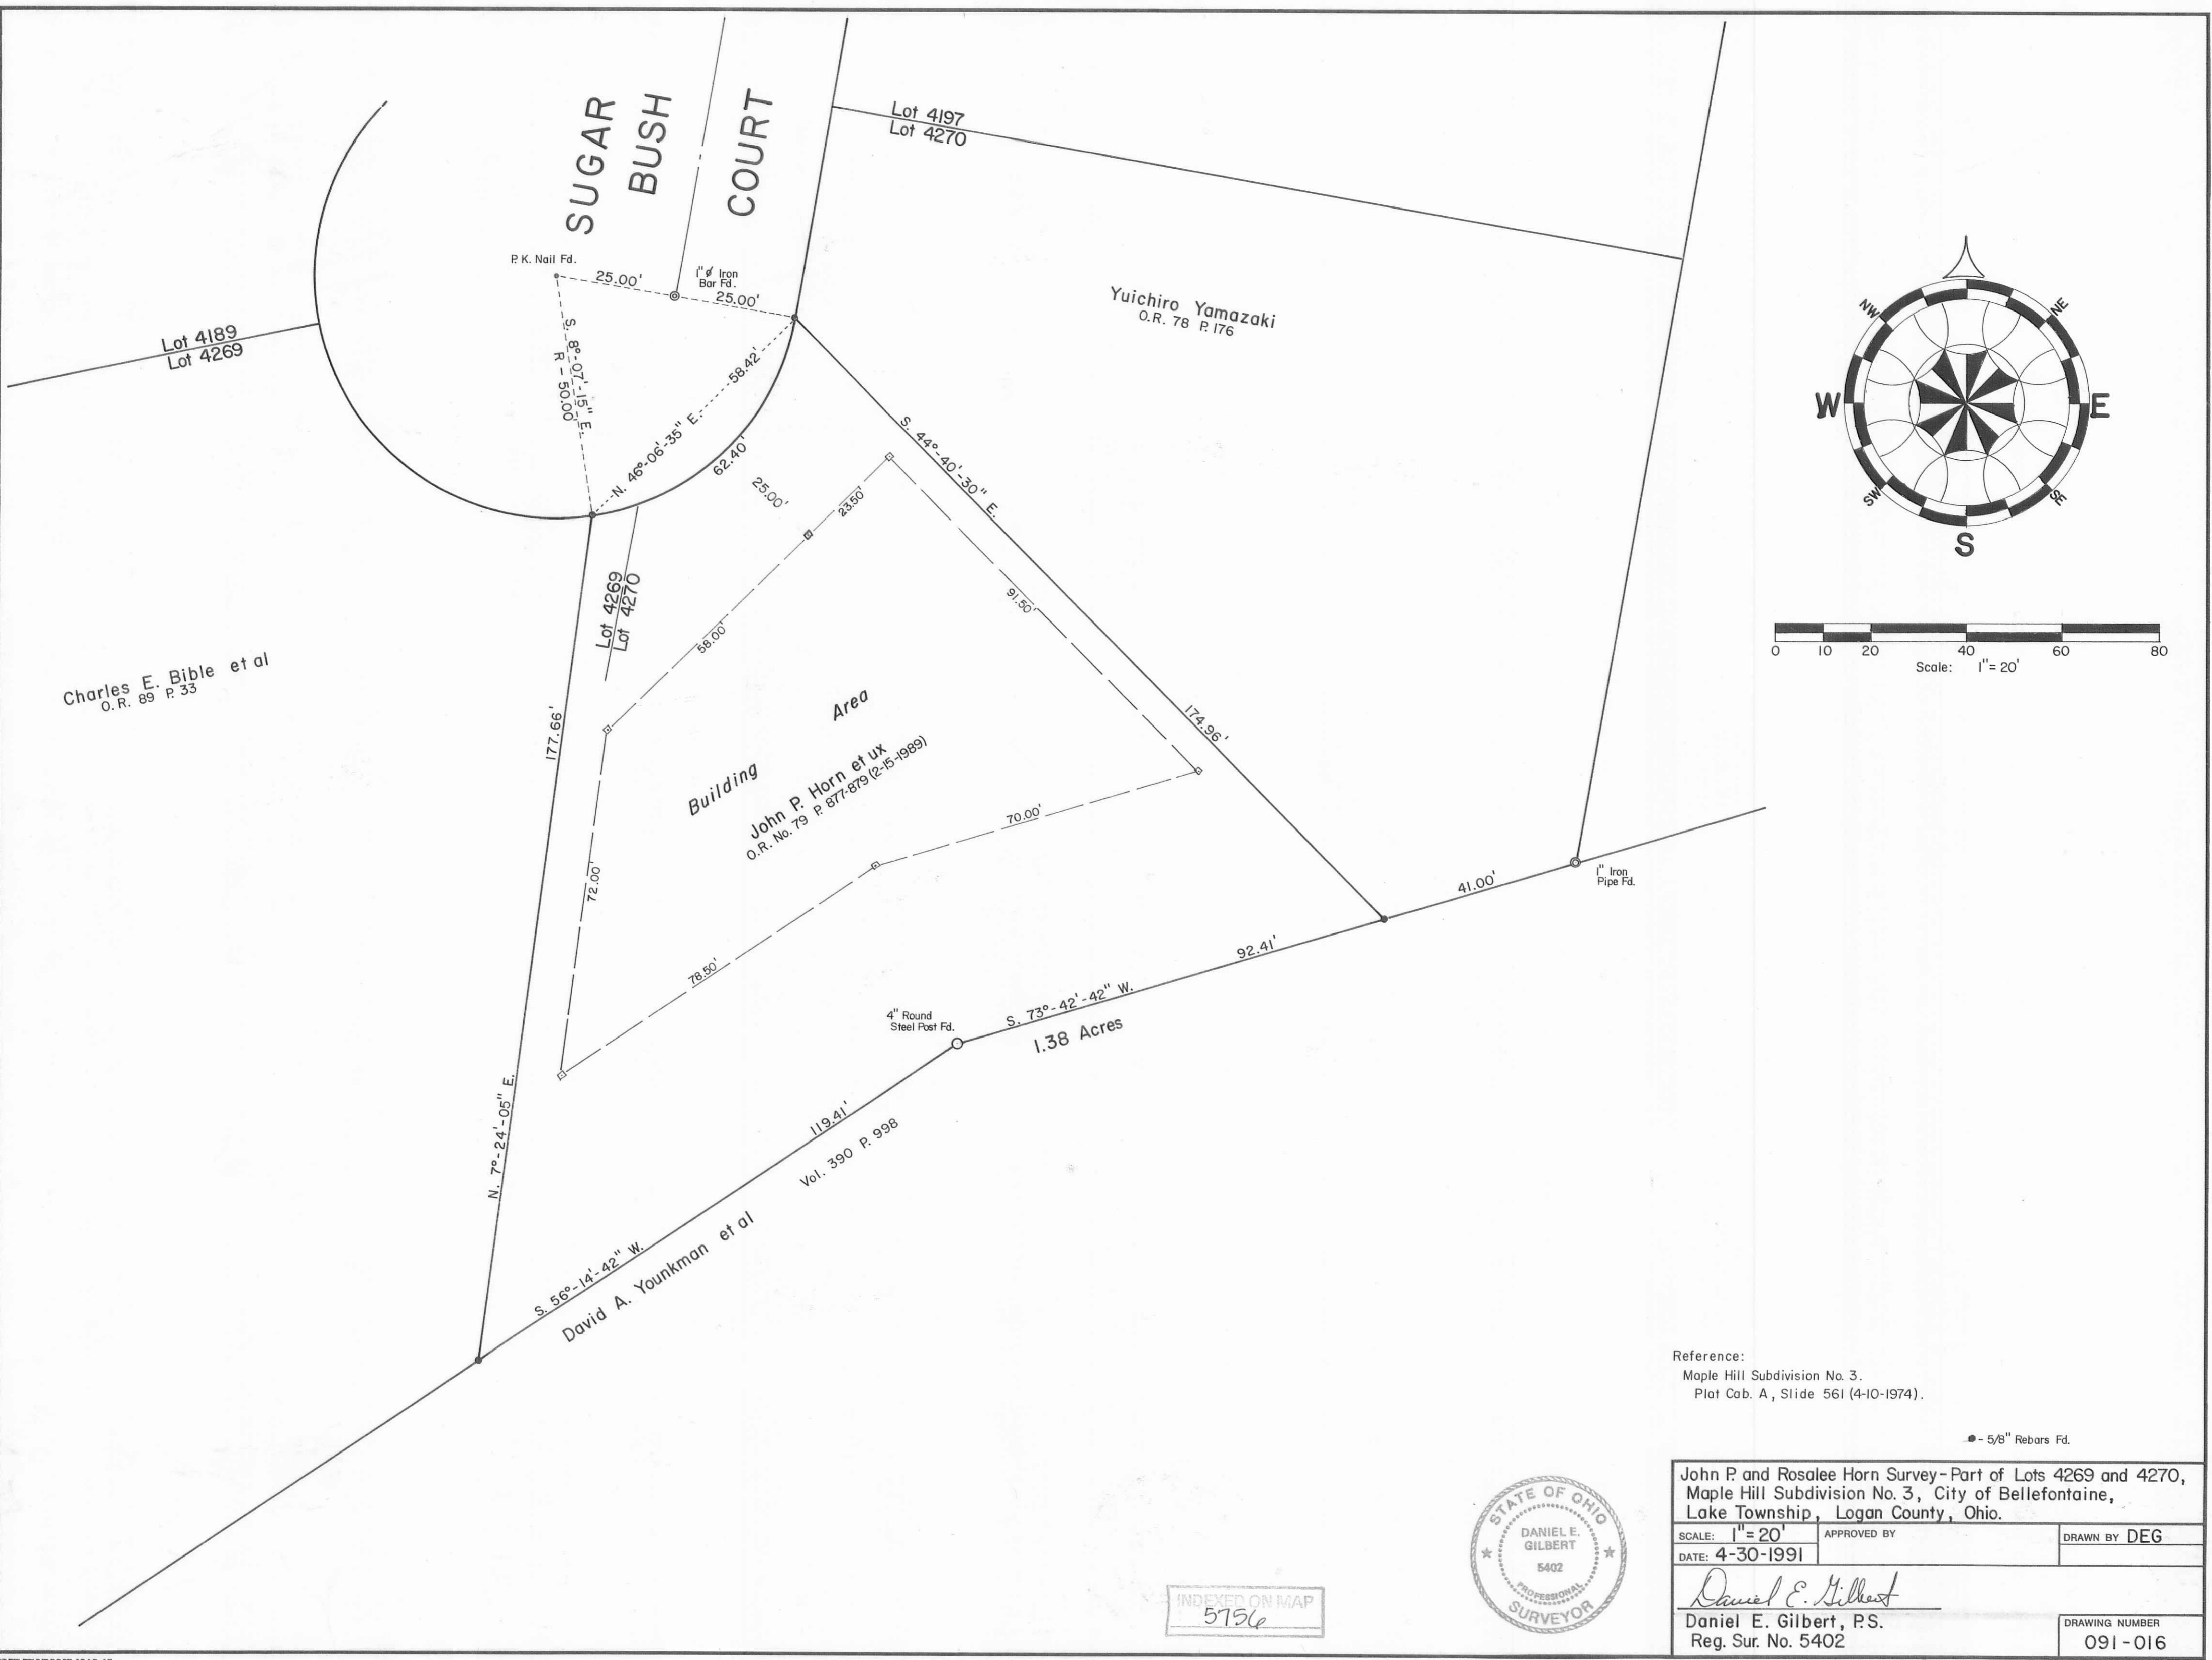 SUGAR
BUSH
COURT
Lot 4197
Lot 4270
P.K. Nail Fd.
25.00'
1"ø Iron
Bar Fd.
25.00'
Yuichiro Yamazaki
O.R. 78 P. 176
Lot 4189
Lot 4269
S. 8°-07'-15" E.
R - 50.00'
58.42'
N. 46°-06'-35" E.
62.40'
25.00'
23.50'
S. 44°-40'-30" E.
NW
NE
W
E
SW
SE
S
0 10 20 40 60 80
Scale: 1"= 20'
Lot 4269
Lot 4270
58.00'
91.50'
Charles E. Bible et al
O.R. 89 P. 33
177.66'
174.96'
Building Area
John P. Horn et ux
O.R. No. 79 P. 877-879 (2-15-1989)
70.00'
72.00'
78.50'
41.00'
1" Iron
Pipe Fd.
92.41'
4" Round
Steel Post Fd.
S. 73°-42'-42" W.
1.38 Acres
N. 7°-24'-05" E.
119.41'
Vol. 390 P. 998
S. 56°-14'-42" W.
David A. Younkman et al
Reference:
Maple Hill Subdivision No. 3.
Plat Cab. A, Slide 561 (4-10-1974).
- 5/8" Rebars Fd.
STATE OF OHIO
DANIEL E.
GILBERT
5402
PROFESSIONAL
SURVEYOR
INDEXED ON MAP
5756
John P. and Rosalee Horn Survey-Part of Lots 4269 and 4270,
Maple Hill Subdivision No. 3, City of Bellefontaine,
Lake Township, Logan County, Ohio.
SCALE: 1"= 20'
APPROVED BY
DRAWN BY DEG
DATE: 4-30-1991
Daniel E. Gilbert
Daniel E. Gilbert, P.S.
Reg. Sur. No. 5402
DRAWING NUMBER
091-016